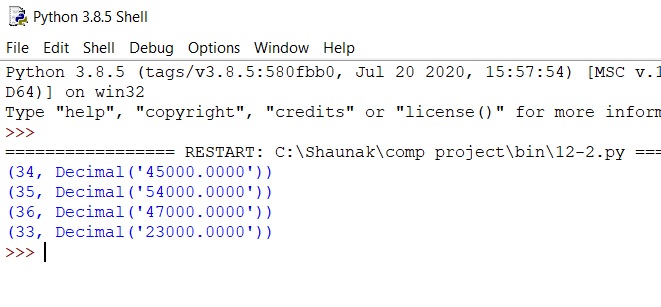 Python 3.8.5 Shell
File Edit Shell Debug Options Window Help
Python 3.8.5 (tags/v3.8.5:580fbb0, Jul 20 2020, 15:57:54) [MSC v.1
D64)] on win32
Type "help", "copyright", "credits" or "license()" for more inform
>>>
================= RESTART: C:\Shaunak\comp project\bin\12-2.py ===
(34, Decimal('45000.0000'))
(35, Decimal('54000.0000'))
(36, Decimal('47000.0000'))
(33, Decimal('23000.0000'))
>>>